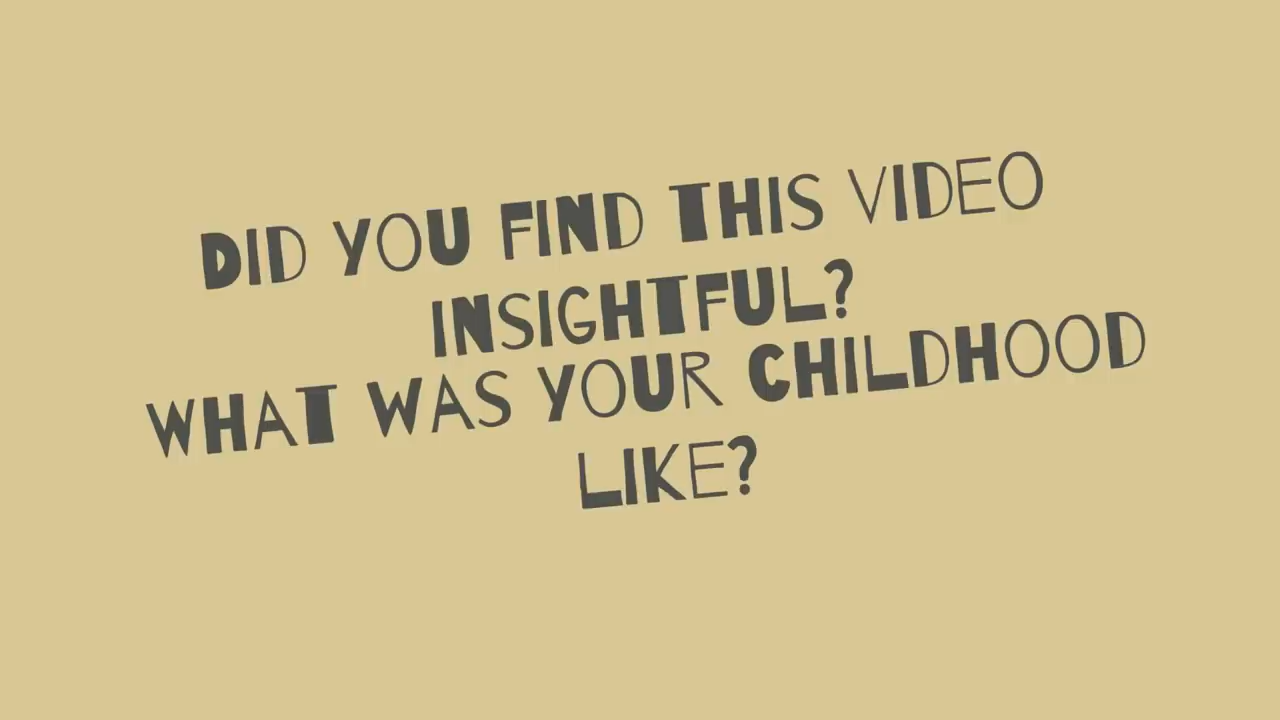 DID YOU FIND THIS VIDEO
INSIGHTFUL?
WHAT WAS YOUR CHILDHOOD
LIKE?